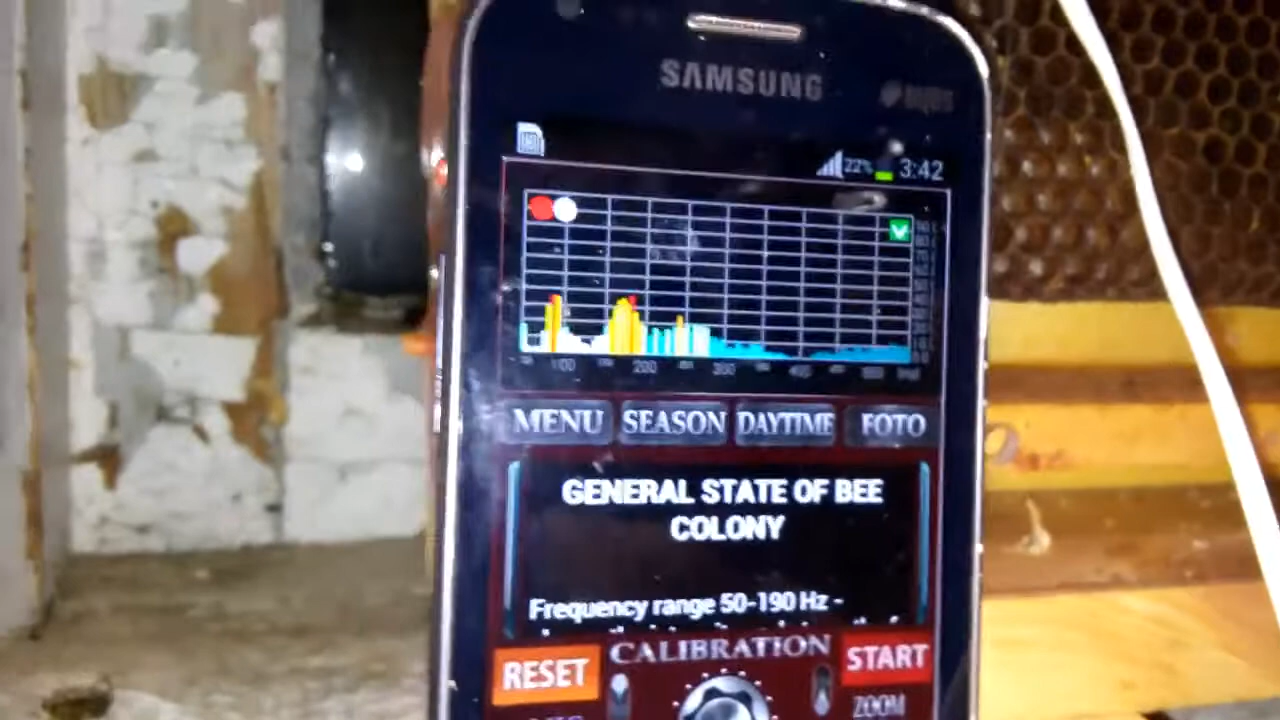 SAMSUNG
22% 3:42
100 200 300
MENU SEASON DAYTIME FOTO
GENERAL STATE OF BEE
COLONY
Frequency range 50-190 Hz -
CALIBRATION
RESET
START
ZOOM